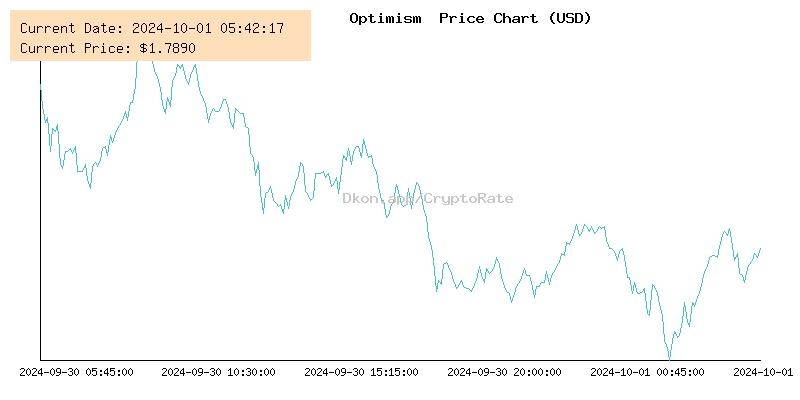 Optimism  Price Chart (USD)
Current Date: 2024-10-01 05:42:17
Current Price: $1.7890
Dkon.app/CryptoRate
2024-09-30 05:45:00 2024-09-30 10:30:00 2024-09-30 15:15:00 2024-09-30 20:00:00 2024-10-01 00:45:00 2024-10-01